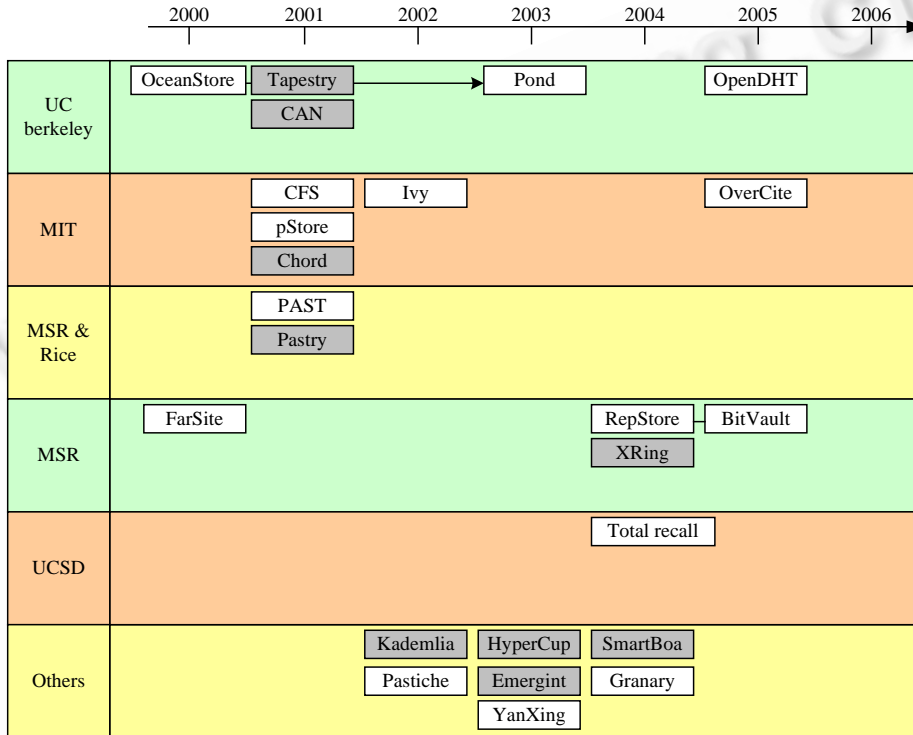 2000 2001 2002 2003 2004 2005 2006
UC
berkeley
OceanStore Tapestry Pond OpenDHT
CAN
MIT
CFS Ivy OverCite
pStore
Chord
MSR &
Rice
PAST
Pastry
MSR
FarSite RepStore BitVault
XRing
UCSD
Total recall
Others
Kademlia HyperCup SmartBoa
Pastiche Emergint Granary
YanXing